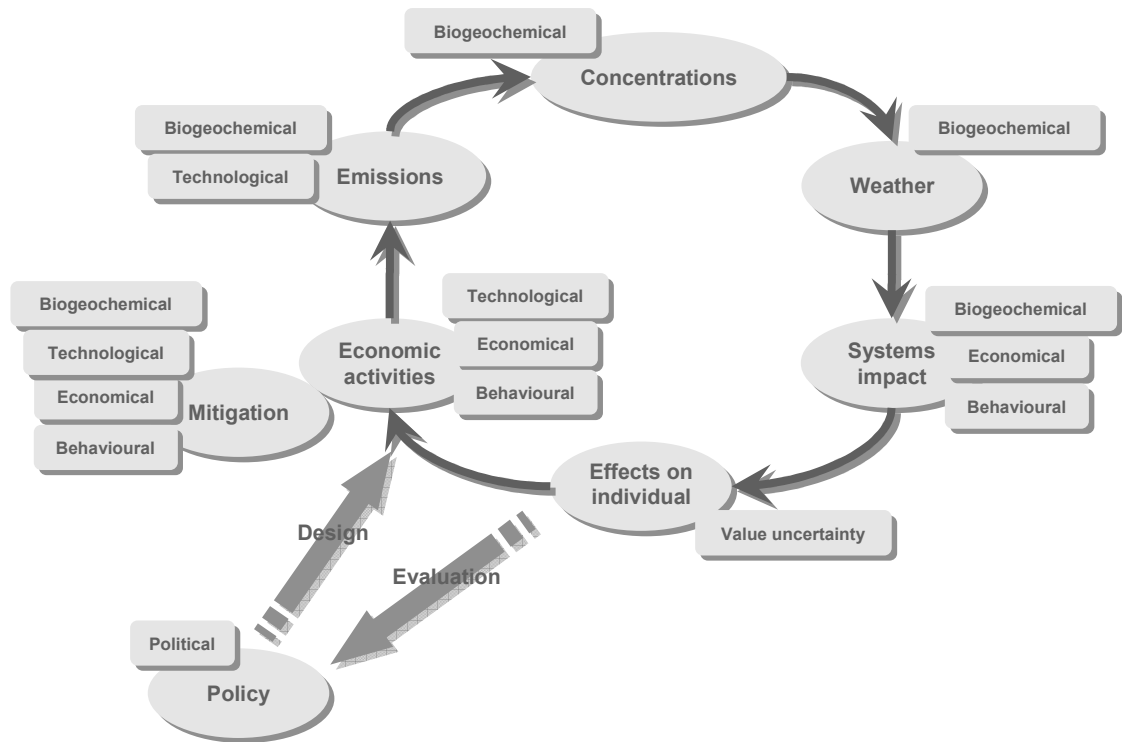 Biogeochemical
Concentrations
Biogeochemical
Technological
Emissions
Biogeochemical
Weather
Biogeochemical
Technological
Economical
Behavioural
Mitigation
Economic
activities
Technological
Economical
Behavioural
Systems
impact
Biogeochemical
Economical
Behavioural
Effects on
individual
Value uncertainty
Design
Evaluation
Political
Policy